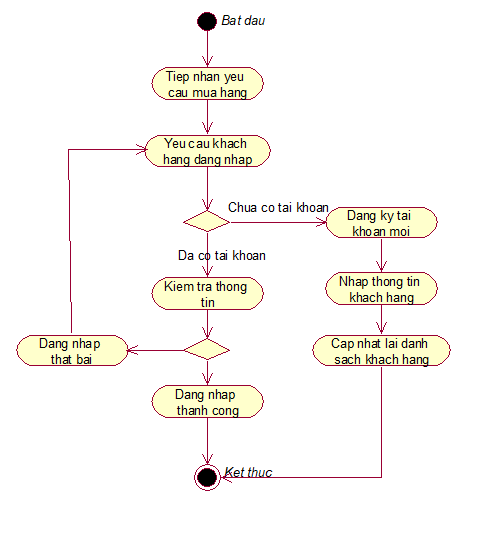 Bat dau
Tiep nhan yeu
cau mua hang
Yeu cau khach
hang dang nhap
Chua co tai khoan
Dang ky tai
khoan moi
Da co tai khoan
Kiem tra thong
tin
Nhap thong tin
khach hang
Dang nhap
that bai
Cap nhat lai danh
sach khach hang
Dang nhap
thanh cong
Ket thuc